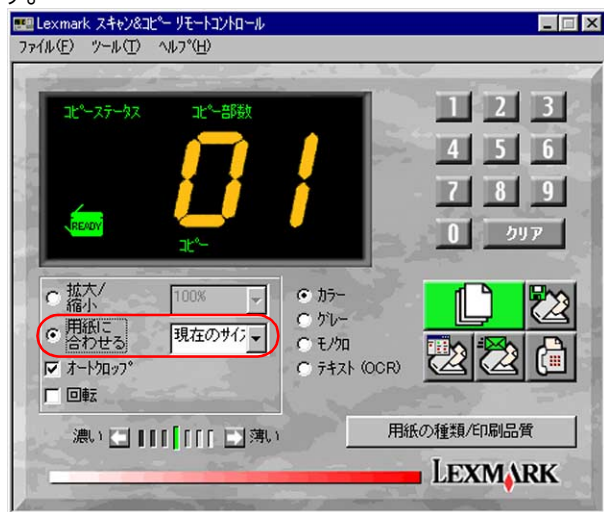 す。
Lexmark スキャン&コピー リモートコントロール
ファイル(F) ツール(T) ヘルプ(H)
コピーステータス コピー部数
01
READY
コピー
1 2 3
4 5 6
7 8 9
0 クリア
拡大/
縮小
100%
用紙に
合わせる
現在のサイズ
オートクロップ
回転
カラー
グレー
モノクロ
テキスト (OCR)
濃い 薄い
用紙の種類/印刷品質
LEXMARK